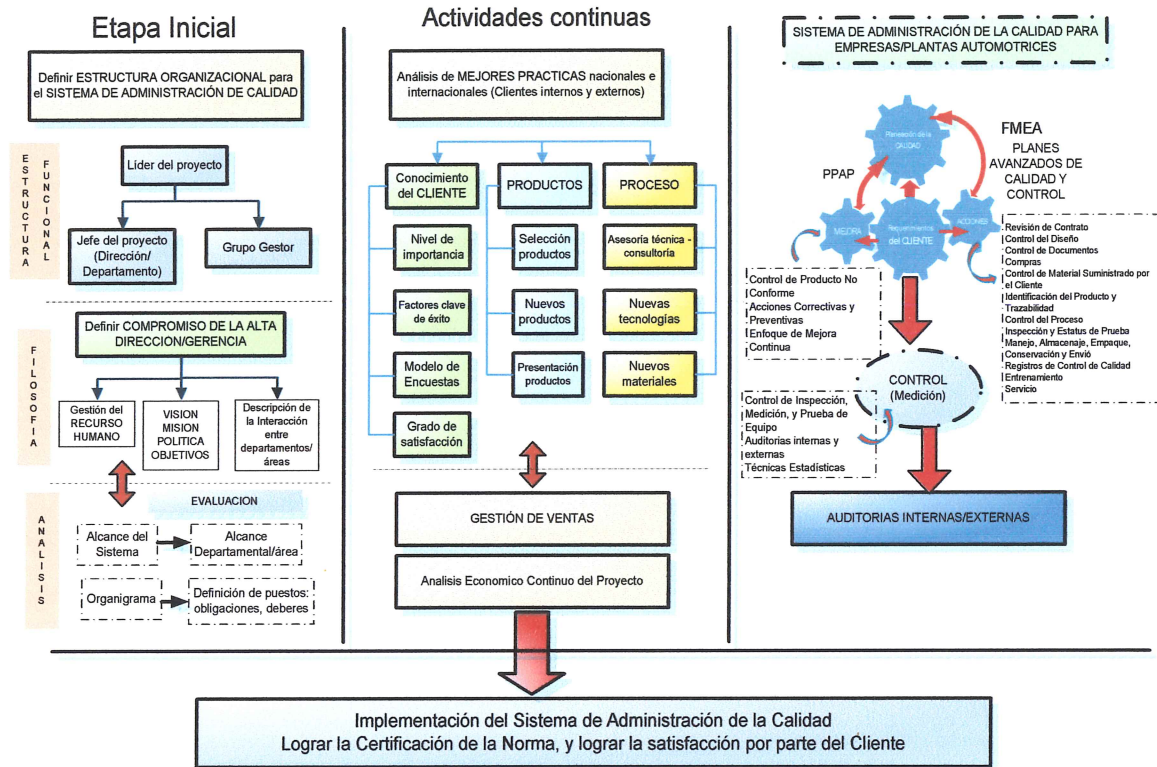 Etapa Inicial
Definir ESTRUCTURA ORGANIZACIONAL para
el SISTEMA DE ADMINISTRACIÓN DE CALIDAD
ESTRUCTURA
FUNCIONAL
Lider del proyecto
Jefe del proyecto
(Dirección/
Departamento)
Grupo Gestor
FILOSOFIA
Definir COMPROMISO DE LA ALTA
DIRECCION/GERENCIA
Gestión del
RECURSO
HUMANO
VISION
MISION
POLITICA
OBJETIVOS
Descripción de
la Interacción entre
departamentos/
áreas
ANALISIS
EVALUACION
Alcance del
Sistema
Alcance
Departamental/área
Organigrama
Definición de puestos:
obligaciones, deberes
Actividades continuas
Análisis de MEJORES PRACTICAS nacionales e
internacionales (Clientes internos y externos)
Conocimiento
del CLIENTE
Nivel de
importancia
Factores clave
de éxito
Modelo de
Encuestas
Grado de
satisfacción
PRODUCTOS
Selección
productos
Nuevos
productos
Presentación
productos
PROCESO
Asesoría técnica -
consultoría
Nuevas
tecnologías
Nuevos
materiales
GESTIÓN DE VENTAS
Analisis Economico Continuo del Proyecto
SISTEMA DE ADMINISTRACIÓN DE LA CALIDAD PARA
EMPRESAS/PLANTAS AUTOMOTRICES
Planeación de la
CALIDAD
FMEA
PLANES
AVANZADOS DE
CALIDAD Y
CONTROL
PPAP
MEJORA
Requerimientos
del CLIENTE
ACCIONES
Revisión de Contrato
Control del Diseño
Control de Documentos
Compras
Control de Material Suministrado por
el Cliente
Identificación del Producto y
Trazabilidad
Control del Proceso
Inspección y Estatus de Prueba
Manejo, Almacenaje, Empaque,
Conservación y Envió
Registros de Control de Calidad
Entrenamiento
Servicio
Control de Producto No
Conforme
Acciones Correctivas y
Preventivas
Enfoque de Mejora
Continua
CONTROL
(Medición)
Control de Inspección,
Medición, y Prueba de
Equipo
Auditorias internas y
externas
Técnicas Estadísticas
AUDITORIAS INTERNAS/EXTERNAS
Implementación del Sistema de Administración de la Calidad
Lograr la Certificación de la Norma, y lograr la satisfacción por parte del Cliente